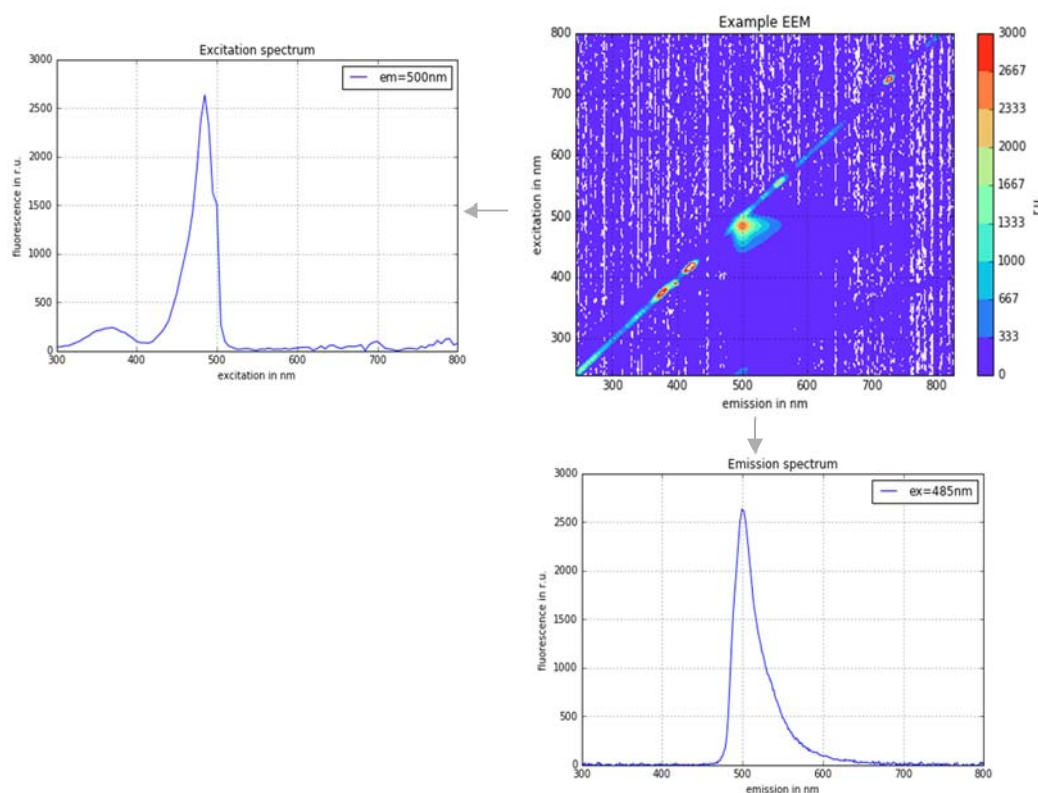 Excitation spectrum
em=500nm
3000
2500
2000
1500
1000
500
0
fluorescence in r.u.
300 400 500 600 700 800
excitation in nm
Example EEM
800
700
600
500
400
300
excitation in nm
300 400 500 600 700 800
emission in nm
3000
2667
2333
2000
1667
1333
1000
667
333
0
r.u.
Emission spectrum
ex=485nm
3000
2500
2000
1500
1000
500
0
fluorescence in r.u.
300 400 500 600 700 800
emission in nm